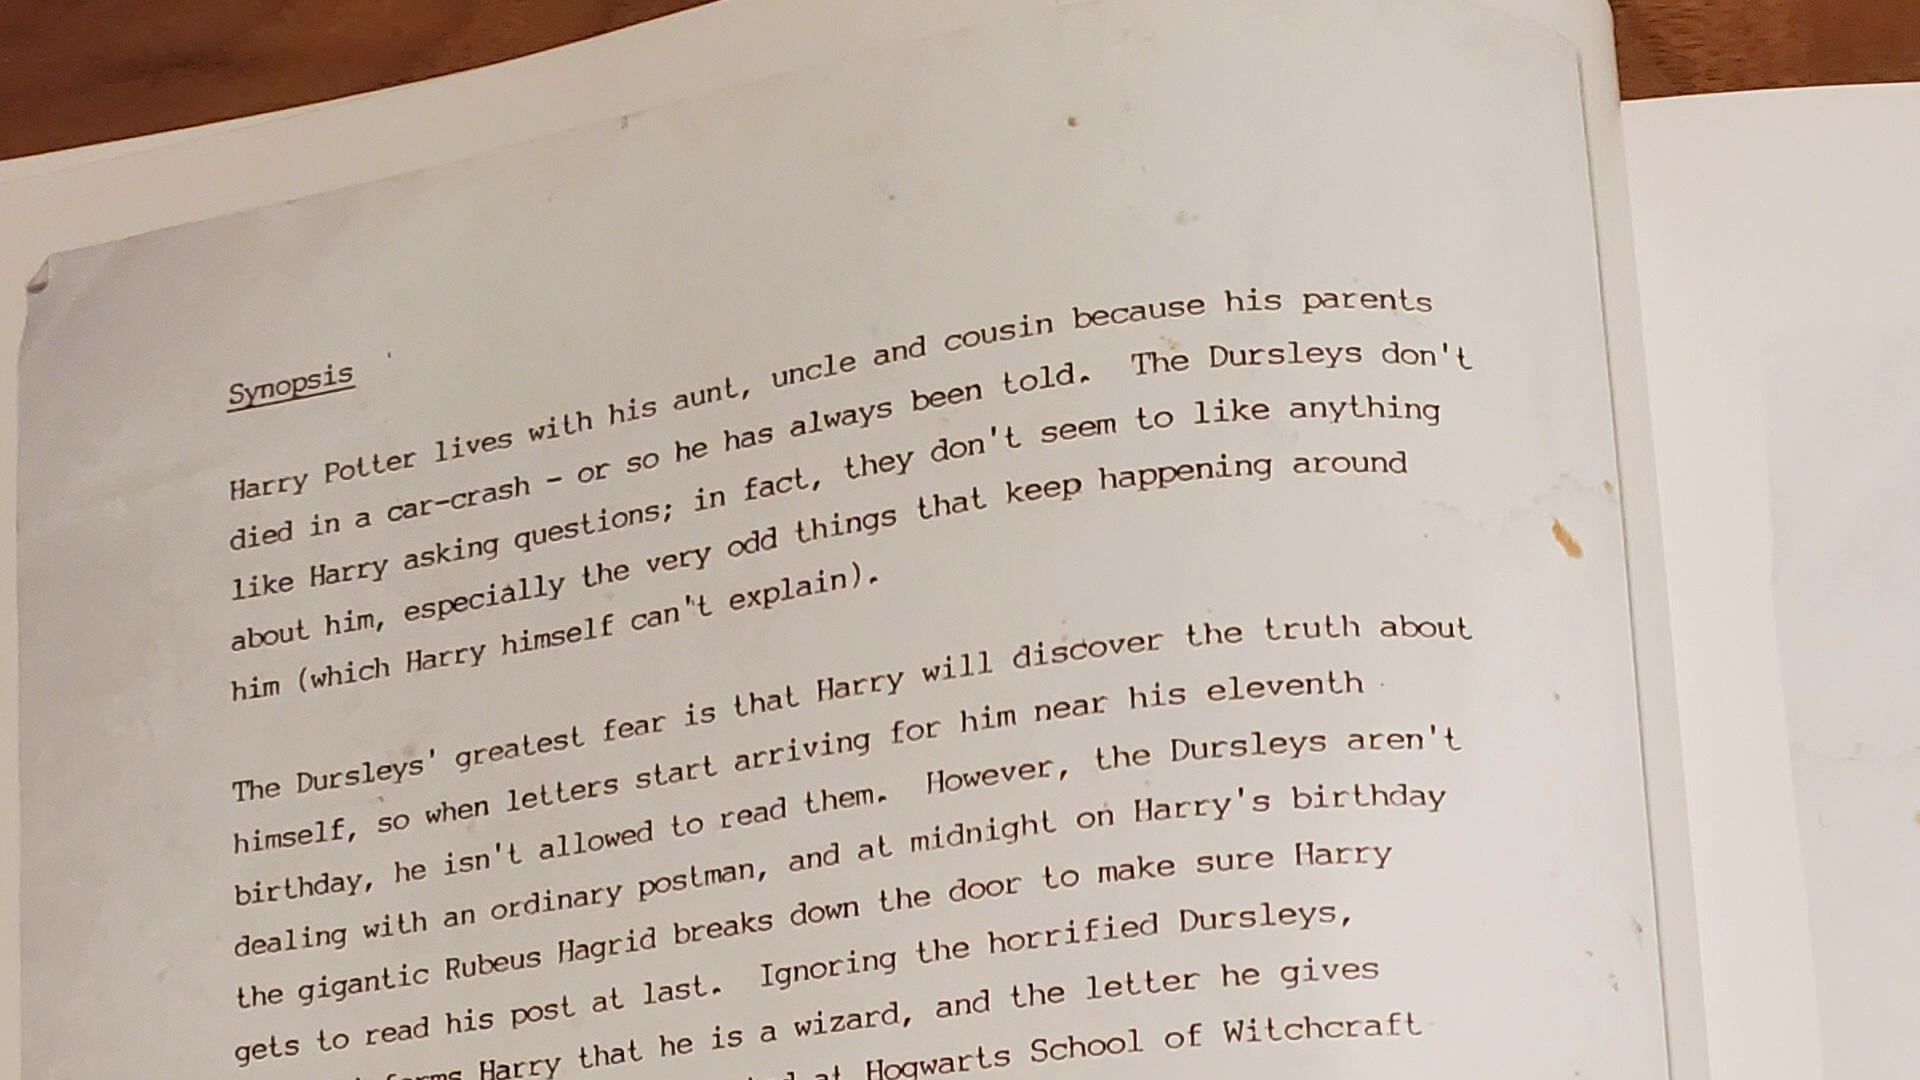 Synopsis
Harry Potter lives with his aunt, uncle and cousin because his parents
died in a car-crash - or so he has always been told. The Dursleys don't
like Harry asking questions; in fact, they don't seem to like anything
about him, especially the very odd things that keep happening around
him (which Harry himself can't explain).
The Dursleys' greatest fear is that Harry will discover the truth about
himself, so when letters start arriving for him near his eleventh
birthday, he isn't allowed to read them. However, the Dursleys aren't
dealing with an ordinary postman, and at midnight on Harry's birthday
the gigantic Rubeus Hagrid breaks down the door to make sure Harry
gets to read his post at last. Ignoring the horrified Dursleys,
Harry that he is a wizard, and the letter he gives
at Hogwarts School of Witchcraft